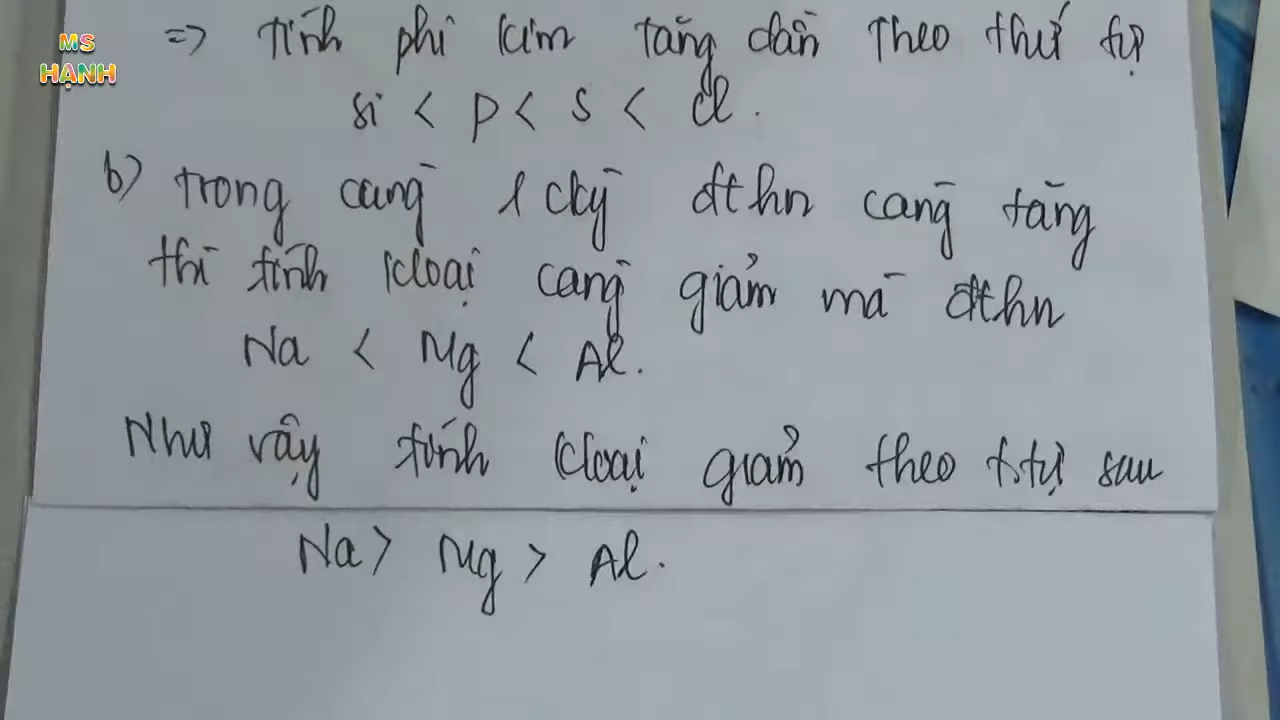 MS
HẠNH
=> tính phi kim tăng dần Theo thứ tự
si < p < s < cl.
b) trong cùng 1 ckỳ đthn càng tăng
thì tính kloại càng giảm mà đthn
Na < Mg < Al.
Như vậy tính kloại giảm theo t.tự sau
Na > Mg > Al.